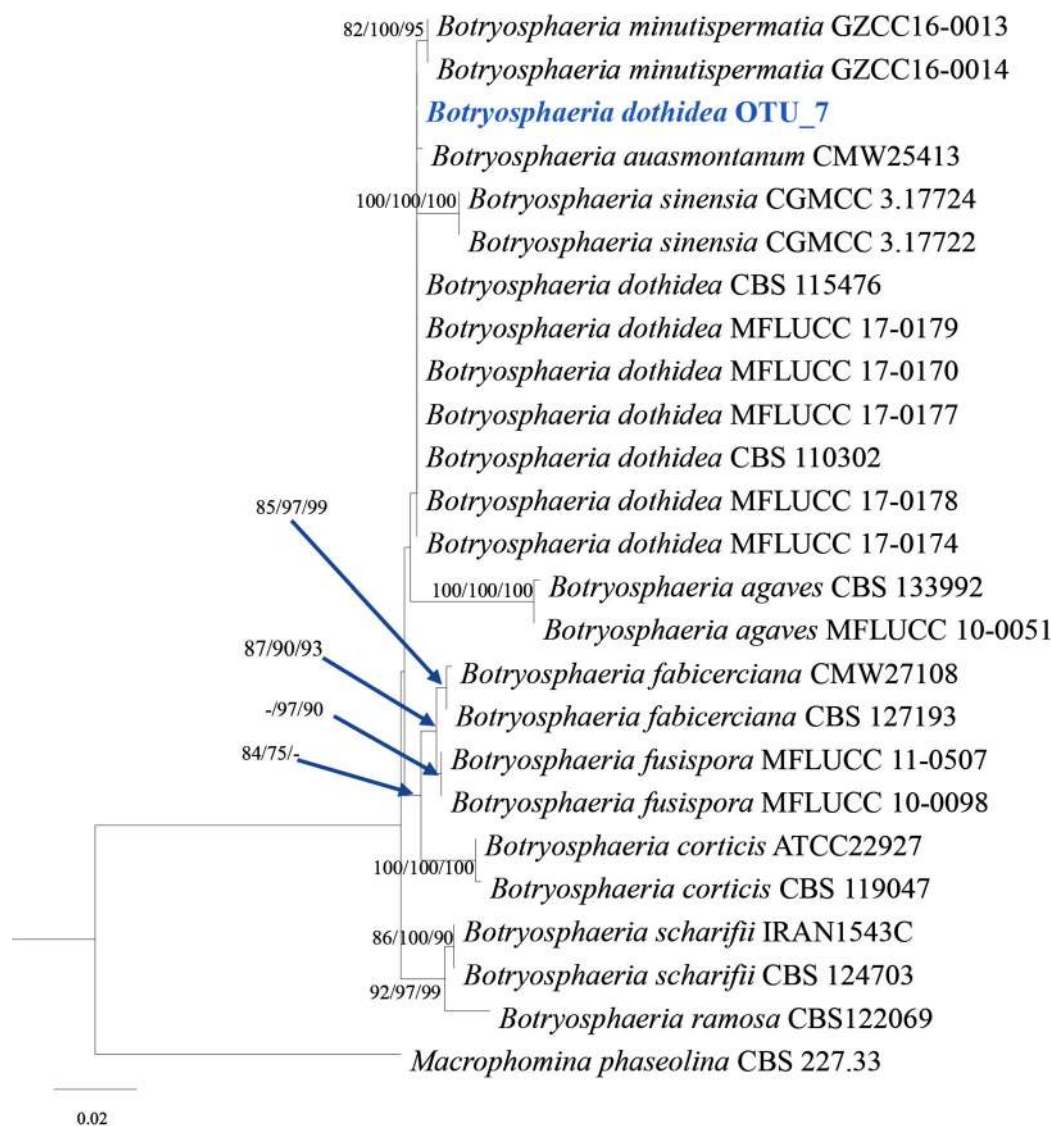 82/100/95
Botryosphaeria minutispermatia GZCC16-0013
Botryosphaeria minutispermatia GZCC16-0014
Botryosphaeria dothidea OTU_7
Botryosphaeria auasmontanum CMW25413
100/100/100
Botryosphaeria sinensia CGMCC 3.17724
Botryosphaeria sinensia CGMCC 3.17722
Botryosphaeria dothidea CBS 115476
Botryosphaeria dothidea MFLUCC 17-0179
Botryosphaeria dothidea MFLUCC 17-0170
Botryosphaeria dothidea MFLUCC 17-0177
Botryosphaeria dothidea CBS 110302
Botryosphaeria dothidea MFLUCC 17-0178
85/97/99
Botryosphaeria dothidea MFLUCC 17-0174
100/100/100
Botryosphaeria agaves CBS 133992
Botryosphaeria agaves MFLUCC 10-0051
87/90/93
Botryosphaeria fabicerciana CMW27108
-/97/90
Botryosphaeria fabicerciana CBS 127193
84/75/-
Botryosphaeria fusispora MFLUCC 11-0507
Botryosphaeria fusispora MFLUCC 10-0098
Botryosphaeria corticis ATCC22927
100/100/100
Botryosphaeria corticis CBS 119047
86/100/90
Botryosphaeria scharifii IRAN1543C
Botryosphaeria scharifii CBS 124703
92/97/99
Botryosphaeria ramosa CBS122069
Macrophomina phaseolina CBS 227.33
0.02